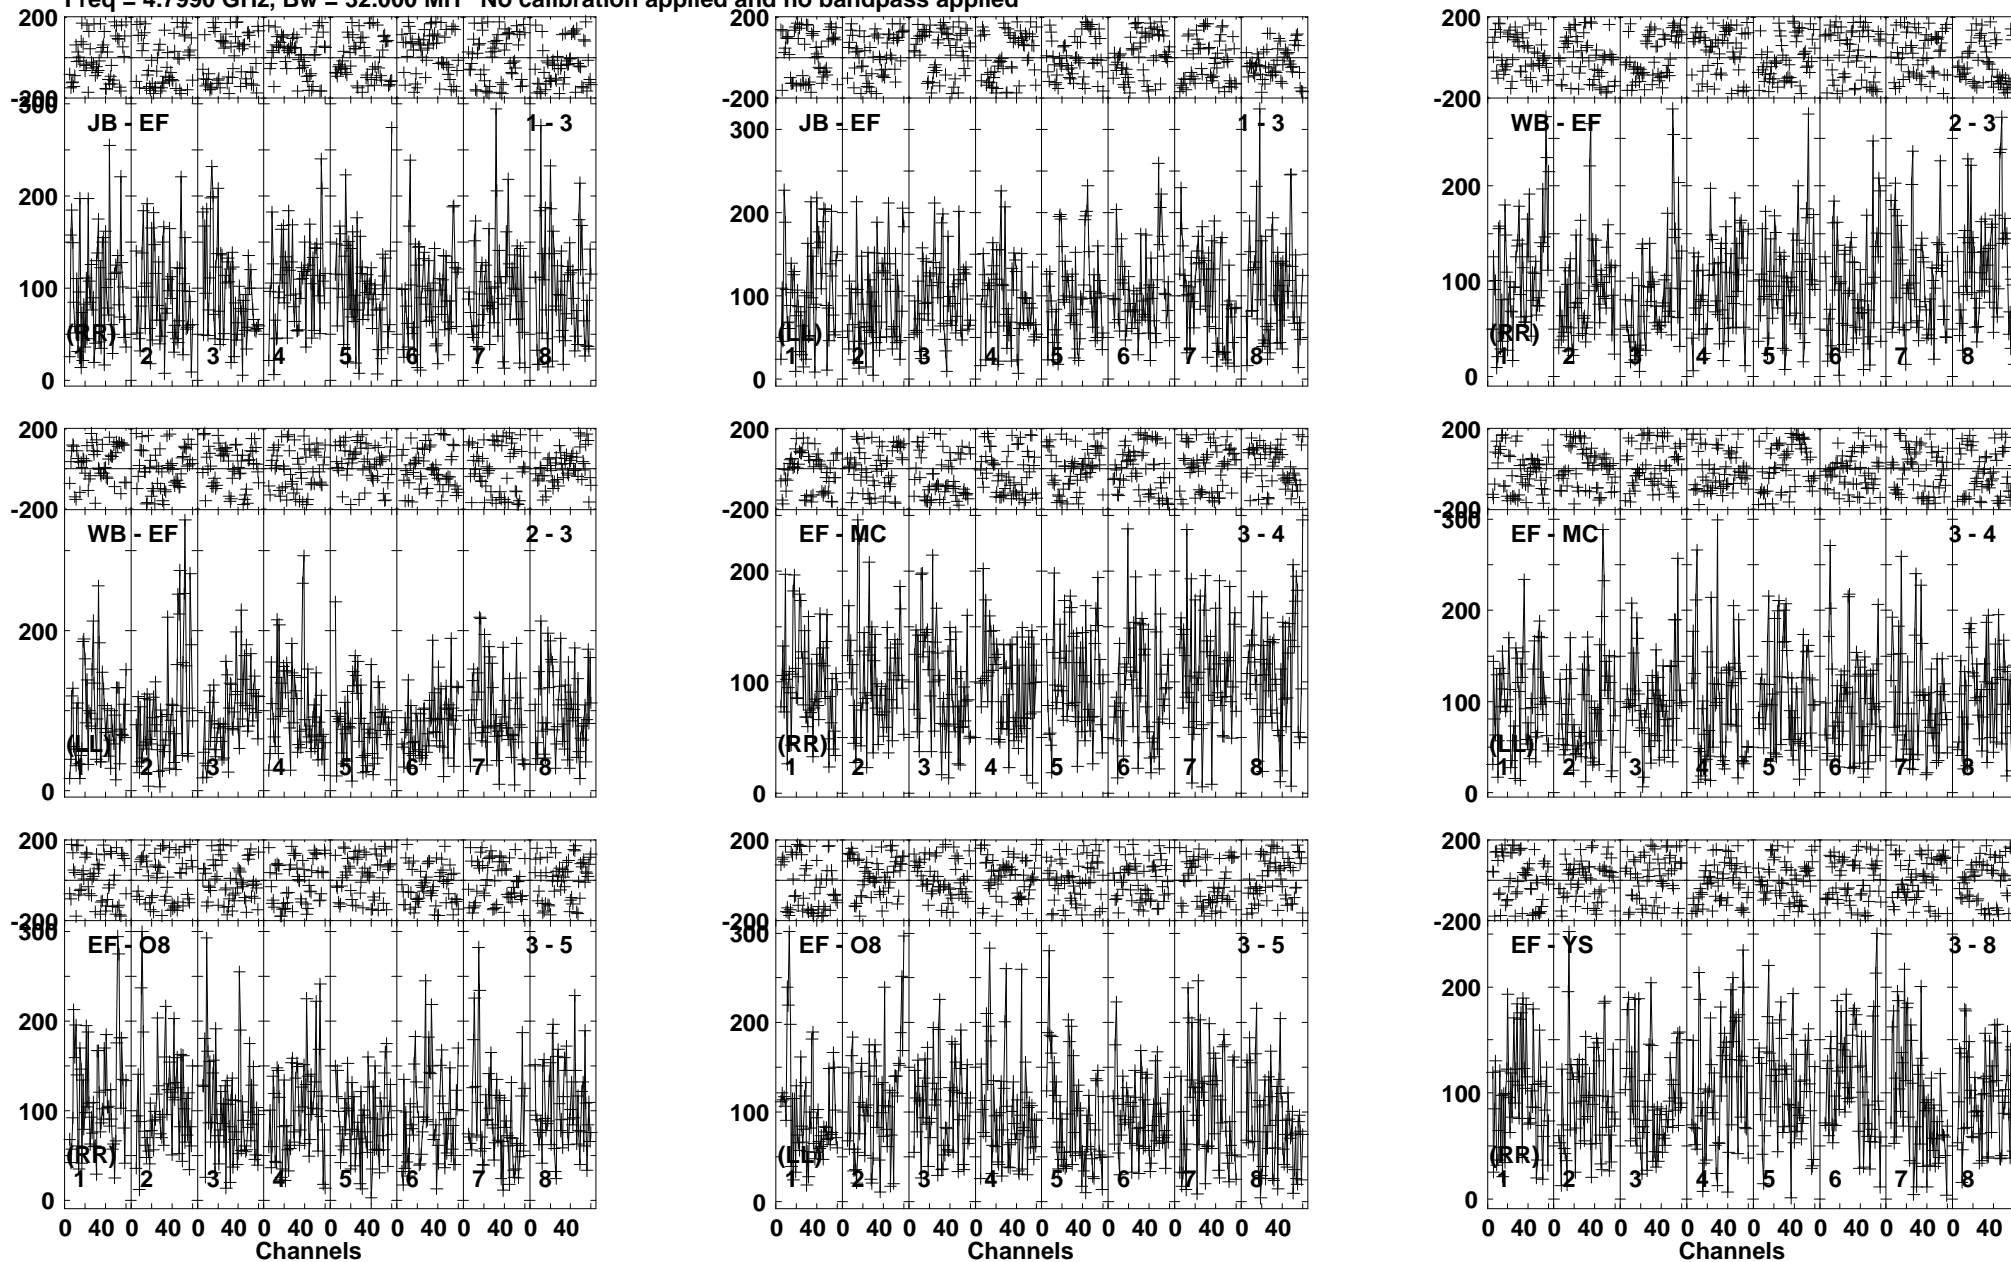 Freq = 4.7990 GHz, Bw = 32.000 MH No calibration applied and no bandpass applied
200 200 200
-200 -200 -200
300
JB - EF 1 - 3 JB - EF 1 - 3 WB - EF 2 - 3
300
200 200 200
100 100 100
(RR) (LL) (RR)
1 2 3 4 5 6 7 8 1 2 3 4 5 6 7 8 1 2 3 4 5 6 7 8
0 0 0
200 200 200
-200 -200 -200
300
WB - EF 2 - 3 EF - MC 3 - 4 EF - MC 3 - 4
200 200 200
100 100
(LL) (RR) (LL)
1 2 3 4 5 6 7 8 1 2 3 4 5 6 7 8 1 2 3 4 5 6 7 8
0 0 0
200 200 200
-200 -200 -200
300 300
EF - O8 3 - 5 EF - O8 3 - 5 EF - YS 3 - 8
200 200 200
100 100 100
(RR) (LL) (RR)
1 2 3 4 5 6 7 8 1 2 3 4 5 6 7 8 1 2 3 4 5 6 7 8
0 0 0
0 40 0 40 0 40 0 40 0 40 0 40 0 40 0 40 0 40 0 40 0 40 0 40 0 40 0 40 0 40 0 40 0 40 0 40 0 40 0 40 0 40 0 40 0 40 0 40
Channels Channels Channels